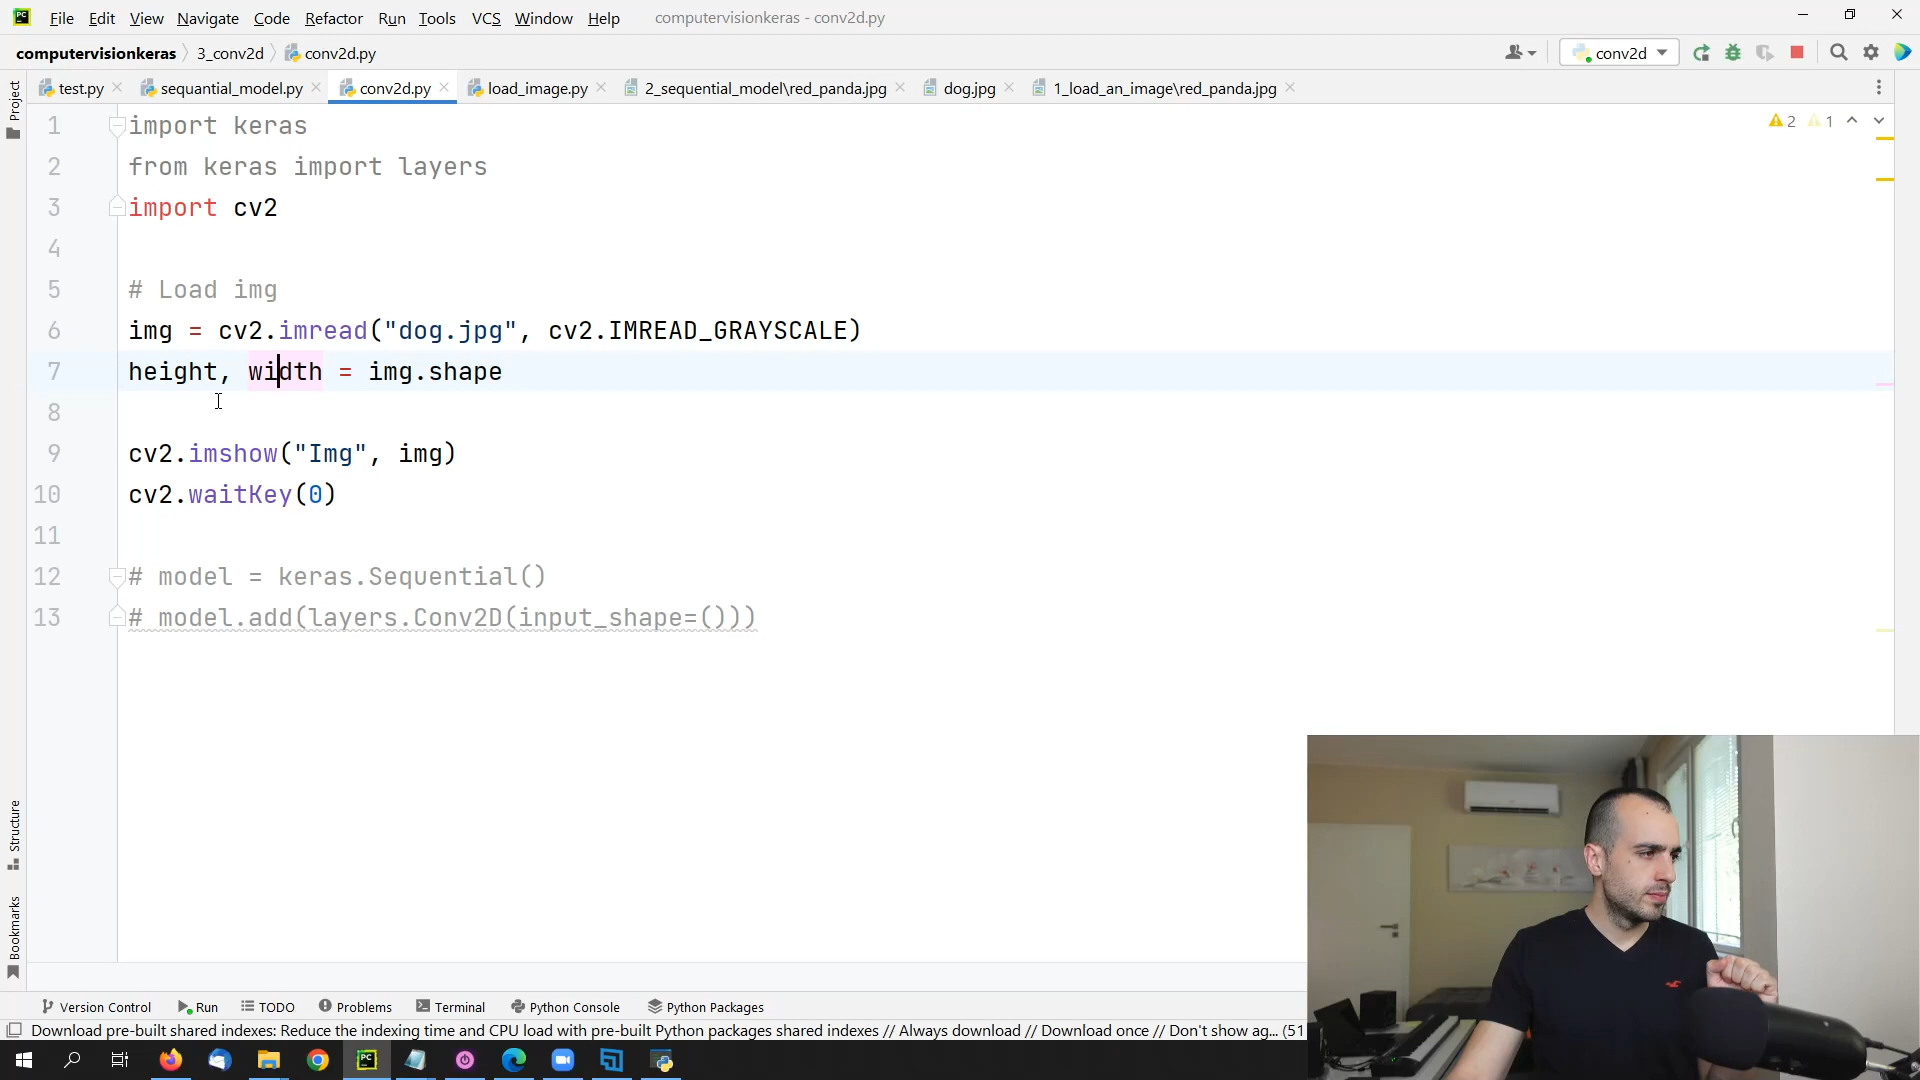 File Edit View Navigate Code Refactor Run Tools VCS Window Help computervisionkeras - conv2d.py
computervisionkeras 3_conv2d conv2d.py conv2d
test.py sequantial_model.py conv2d.py load_image.py 2_sequential_model\red_panda.jpg dog.jpg 1_load_an_image\red_panda.jpg
Project
2 1
1 import keras
2 from keras import layers
3 import cv2
4
5 # Load img
6 img = cv2.imread("dog.jpg", cv2.IMREAD_GRAYSCALE)
7 height, width = img.shape
8
9 cv2.imshow("Img", img)
10 cv2.waitKey(0)
11
12 # model = keras.Sequential()
13 # model.add(layers.Conv2D(input_shape=()))
Structure
Bookmarks
Version Control Run TODO Problems Terminal Python Console Python Packages
Download pre-built shared indexes: Reduce the indexing time and CPU load with pre-built Python packages shared indexes // Always download // Download once // Don't show ag... (51